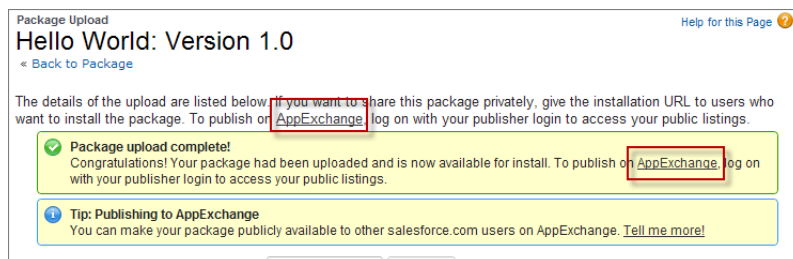 Package Upload
Help for this Page
Hello World: Version 1.0
« Back to Package
The details of the upload are listed below. If you want to share this package privately, give the installation URL to users who
want to install the package. To publish on AppExchange, log on with your publisher login to access your public listings.
Package upload complete!
Congratulations! Your package had been uploaded and is now available for install. To publish on AppExchange, log on
with your publisher login to access your public listings.
Tip: Publishing to AppExchange
You can make your package publicly available to other salesforce.com users on AppExchange. Tell me more!